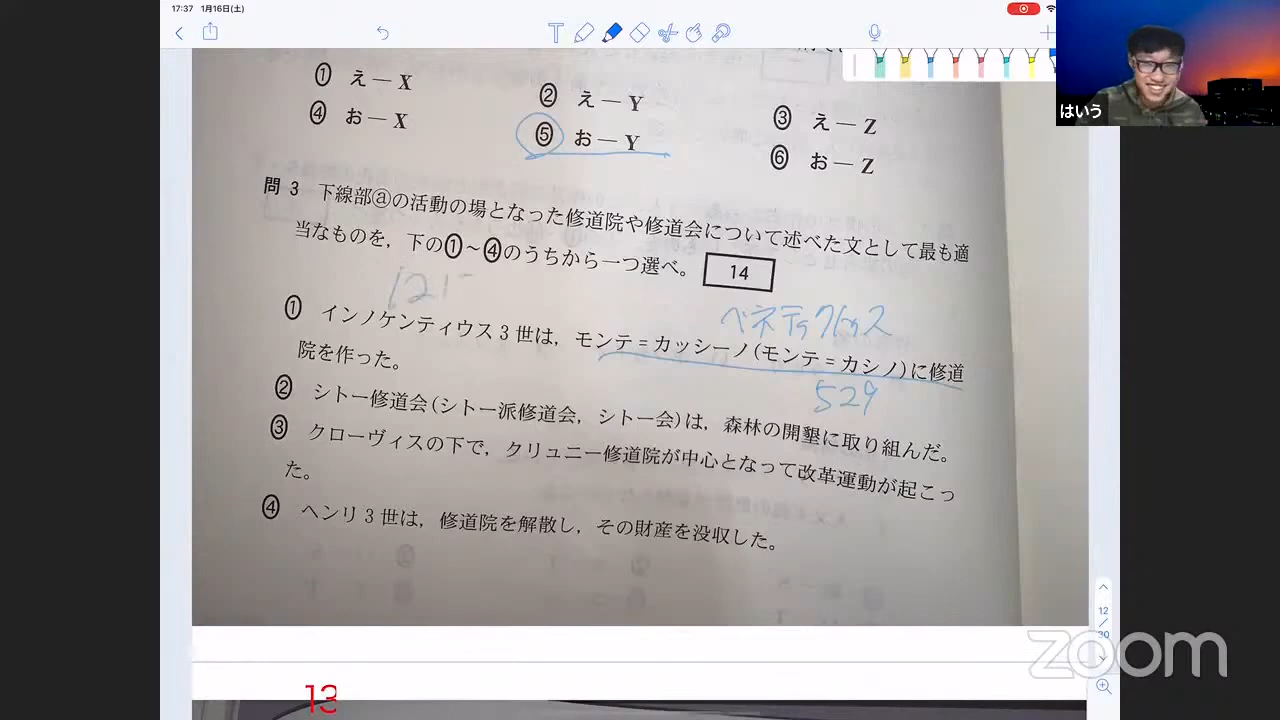 17:37 1月16日(土)
はいう
① え — X
② え — Y
③ え — Z
④ お — X
⑤ お — Y
⑥ お — Z
問 3 下線部ⓐの活動の場となった修道院や修道会について述べた文として最も適
当なものを，下の①～④のうちから一つ選べ。 14
121
ベネディクトゥス
① インノケンティウス 3 世は，モンテ＝カッシーノ(モンテ＝カシノ)に修道
院を作った。
529
② シトー修道会(シトー派修道会，シトー会)は，森林の開墾に取り組んだ。
③ クローヴィスの下で，クリュニー修道院が中心となって改革運動が起こっ
た。
④ ヘンリ 3 世は，修道院を解散し，その財産を没収した。
12
30
zoom
13